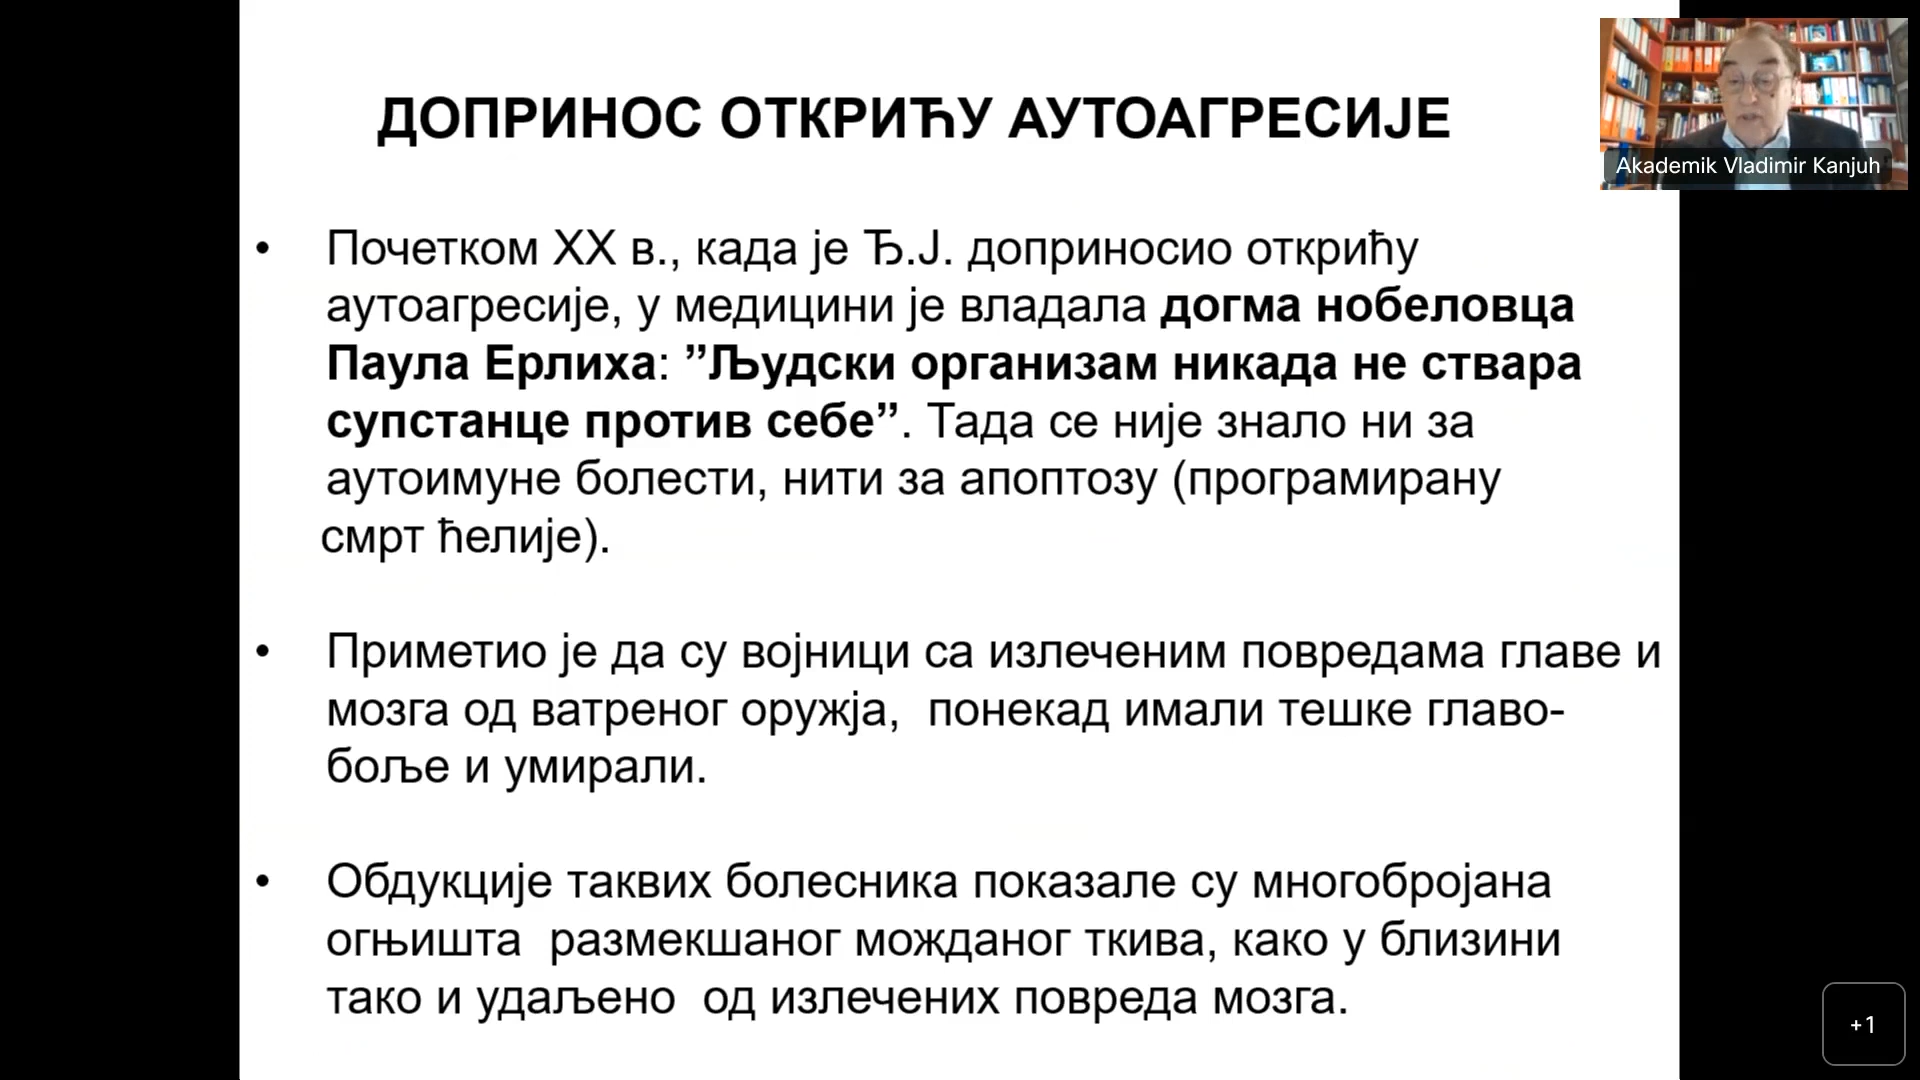 ДОПРИНОС ОТКРИЋУ АУТОАГРЕСИЈЕ
Akademik Vladimir Kanjuh
• Почетком XX в., када је Ђ.Ј. доприносио открићу
аутоагресије, у медицини је владала догма нобеловца
Паула Ерлиха: ”Људски организам никада не ствара
супстанце против себе”. Тада се није знало ни за
аутоимуне болести, нити за апоптозу (програмирану
смрт ћелије).
• Приметио је да су војници са излеченим повредама главе и
мозга од ватреног оружја, понекад имали тешке главо-
боље и умирали.
• Обдукције таквих болесника показале су многобројана
огњишта размекшаног можданог ткива, како у близини
тако и удаљено од излечених повреда мозга.
+1